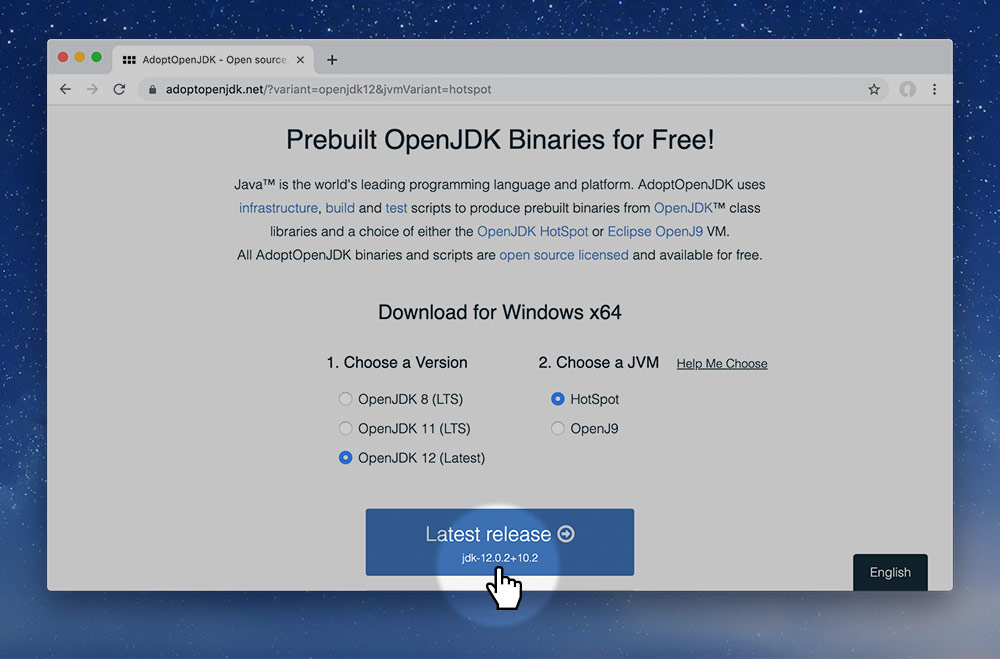 AdoptOpenJDK - Open source,
adoptopenjdk.net/?variant=openjdk12&jvmVariant=hotspot
Prebuilt OpenJDK Binaries for Free!
Java™ is the world's leading programming language and platform. AdoptOpenJDK uses
infrastructure, build and test scripts to produce prebuilt binaries from OpenJDK™ class
libraries and a choice of either the OpenJDK HotSpot or Eclipse OpenJ9 VM.
All AdoptOpenJDK binaries and scripts are open source licensed and available for free.
Download for Windows x64
1. Choose a Version
OpenJDK 8 (LTS)
OpenJDK 11 (LTS)
OpenJDK 12 (Latest)
2. Choose a JVM Help Me Choose
HotSpot
OpenJ9
Latest release
jdk-12.0.2+10.2
English